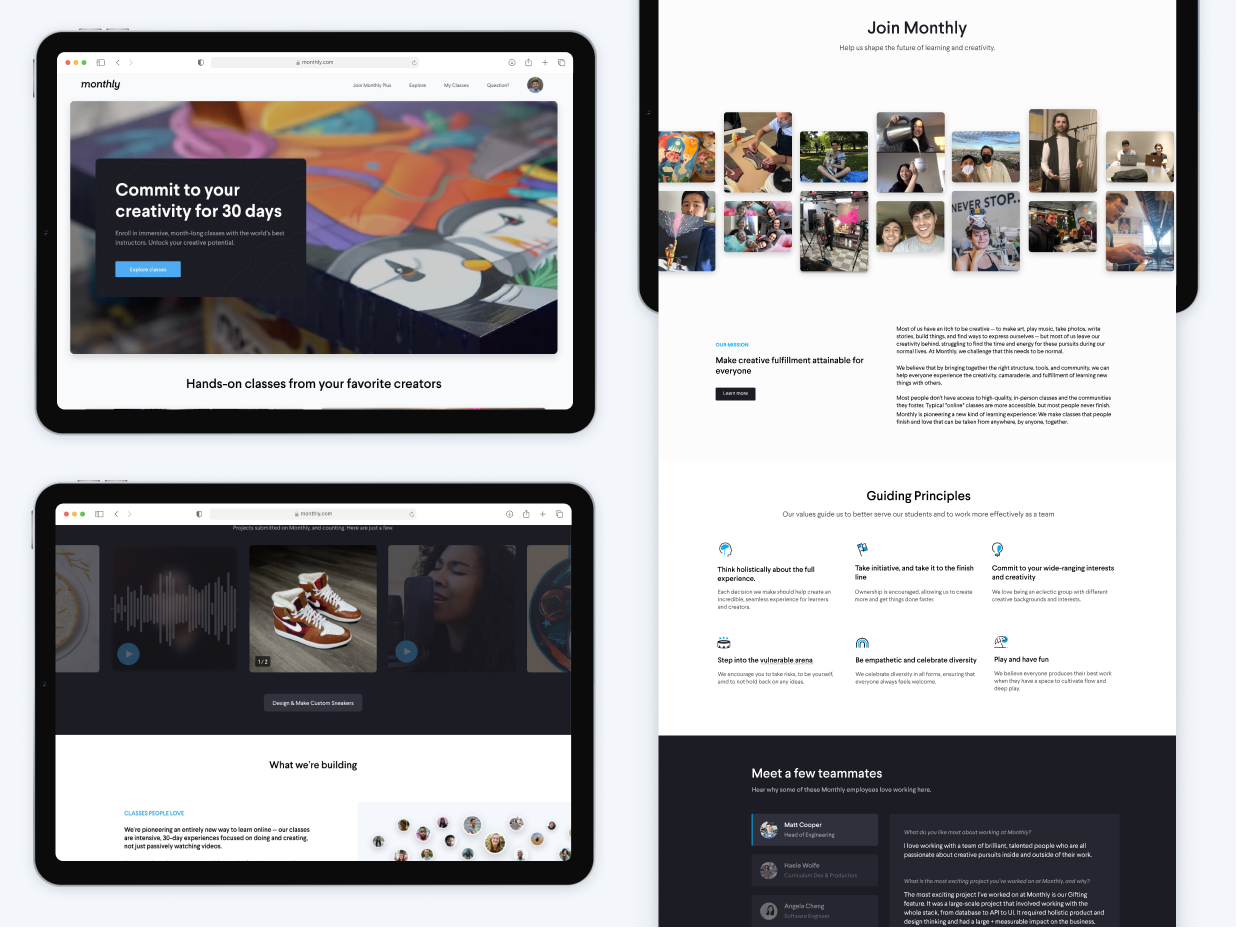 monthly.com
monthly
Join Monthly Plus
Explore
My Classes
Question?
Commit to your
creativity for 30 days
Enroll in immersive, month-long classes with the world's best
instructors. Unlock your creative potential.
Explore classes
Hands-on classes from your favorite creators
monthly.com
Projects submitted on Monthly, and counting. Here are just a few.
1 / 2
Design & Make Custom Sneakers
What we're building
CLASSES PEOPLE LOVE
We're pioneering an entirely new way to learn online — our classes
are intensive, 30-day experiences focused on doing and creating,
not just passively watching videos.
Join Monthly
Help us shape the future of learning and creativity.
NEVER STOP..
OUR MISSION
Make creative fulfillment attainable for
everyone
Learn more
Most of us have an itch to be creative — to make art, play music, take photos, write
stories, build things, and find ways to express ourselves — but most of us leave our
creativity behind, struggling to find the time and energy for these pursuits during our
normal lives. At Monthly, we challenge that this needs to be normal.
We believe that by bringing together the right structure, tools, and community, we can
help everyone experience the creativity, camaraderie, and fulfillment of learning new
things with others.
Most people don't have access to high-quality, in-person classes and the communities
they foster. Typical "online" classes are more accessible, but most people never finish.
Monthly is pioneering a new kind of learning experience: We make classes that people
finish and love that can be taken from anywhere, by anyone, together.
Guiding Principles
Our values guide us to better serve our students and to work more effectively as a team
Think holistically about the full
experience.
Each decision we make should help create an
incredible, seamless experience for learners
and creators.
Take initiative, and take it to the finish
line
Ownership is encouraged, allowing us to create
more and get things done faster.
Commit to your wide-ranging interests
and creativity
We love being an eclectic group with different
creative backgrounds and interests.
Step into the vulnerable arena
We encourage you to take risks, to be yourself,
amd to not hold back on any ideas.
Be empathetic and celebrate diversity
We celebrate diversity in all forms, ensuring that
everyone always feels welcome.
Play and have fun
We believe everyone produces their best work
when they have a space to cultivate flow and
deep play.
Meet a few teammates
Hear why some of these Monthly employees love working here.
Matt Cooper
Head of Engineering
Haele Wolfe
Curriculum Dev & Production
Angela Cheng
Software Engineer
What do you like most about working at Monthly?
I love working with a team of brilliant, talented people who are all
passionate about creative pursuits inside and outside of their work.
What is the most exciting project you've worked on at Monthly, and why?
The most exciting project I've worked on at Monthly is our Gifting
feature. It was a large-scale project that involved working with the
whole stack, from database to API to UI. It required holistic product and
design thinking and had a large + measurable impact on the business.